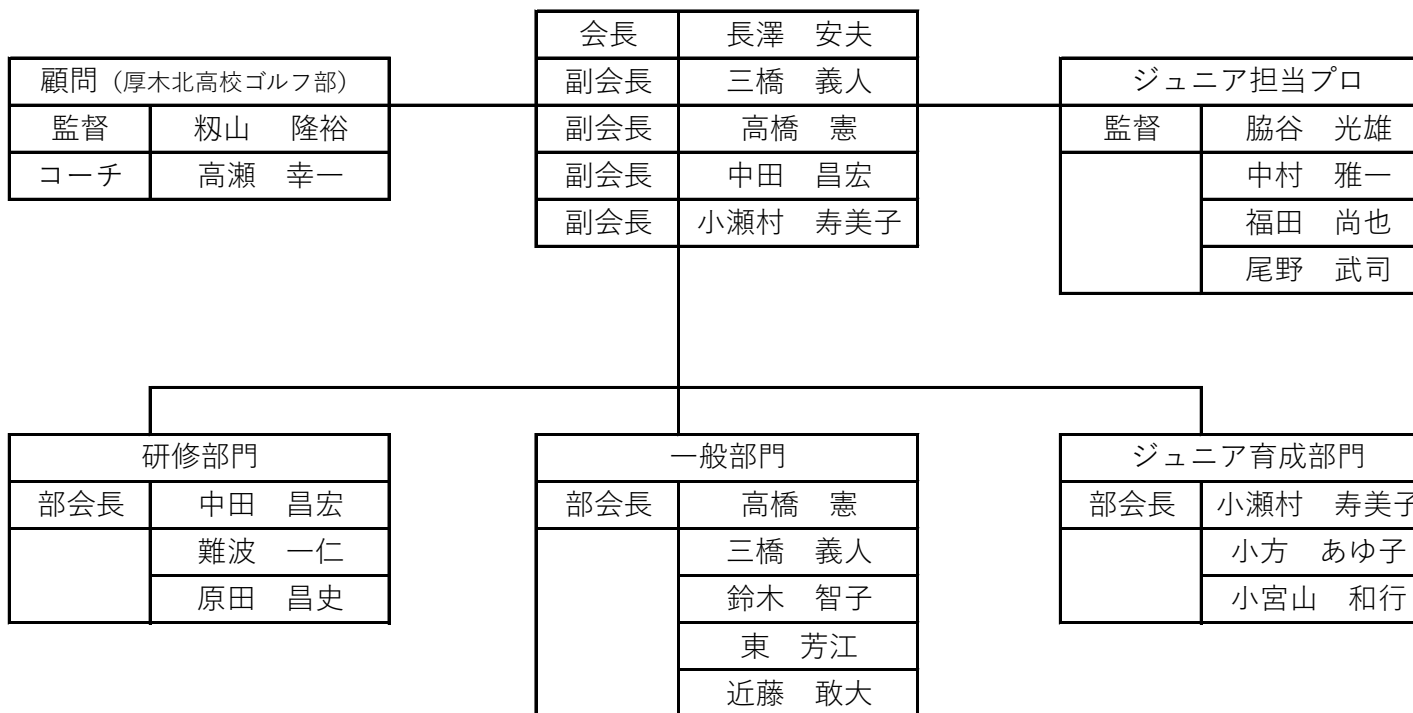 会長 長澤 安夫
副会長 三橋 義人
副会長 高橋 憲
副会長 中田 昌宏
副会長 小瀬村 寿美子
顧問（厚木北高校ゴルフ部）
監督 籾山 隆裕
コーチ 高瀬 幸一
ジュニア担当プロ
監督 脇谷 光雄
中村 雅一
福田 尚也
尾野 武司
研修部門
部会長 中田 昌宏
難波 一仁
原田 昌史
一般部門
部会長 高橋 憲
三橋 義人
鈴木 智子
東 芳江
近藤 敢大
ジュニア育成部門
部会長 小瀬村 寿美子
小方 あゆ子
小宮山 和行